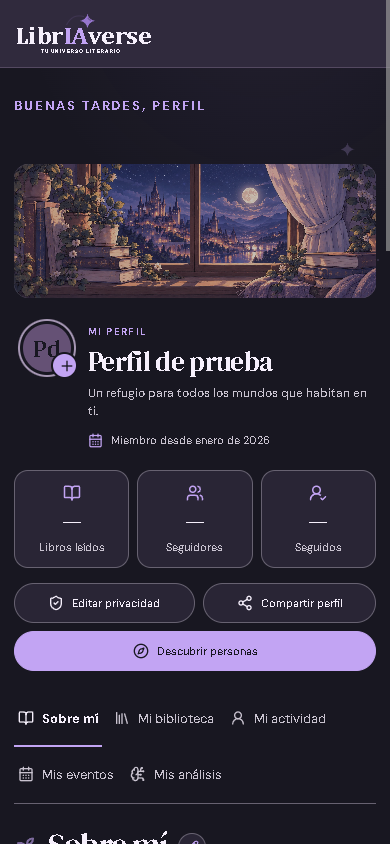 LibrIAverse
TU UNIVERSO LITERARIO
BUENAS TARDES, PERFIL
Pd
MI PERFIL
Perfil de prueba
Un refugio para todos los mundos que habitan en
ti.
Miembro desde enero de 2026
— — —
Libros leídos Seguidores Seguidos
Editar privacidad Compartir perfil
Descubrir personas
Sobre mí Mi biblioteca Mi actividad
Mis eventos Mis análisis
Sobre mí